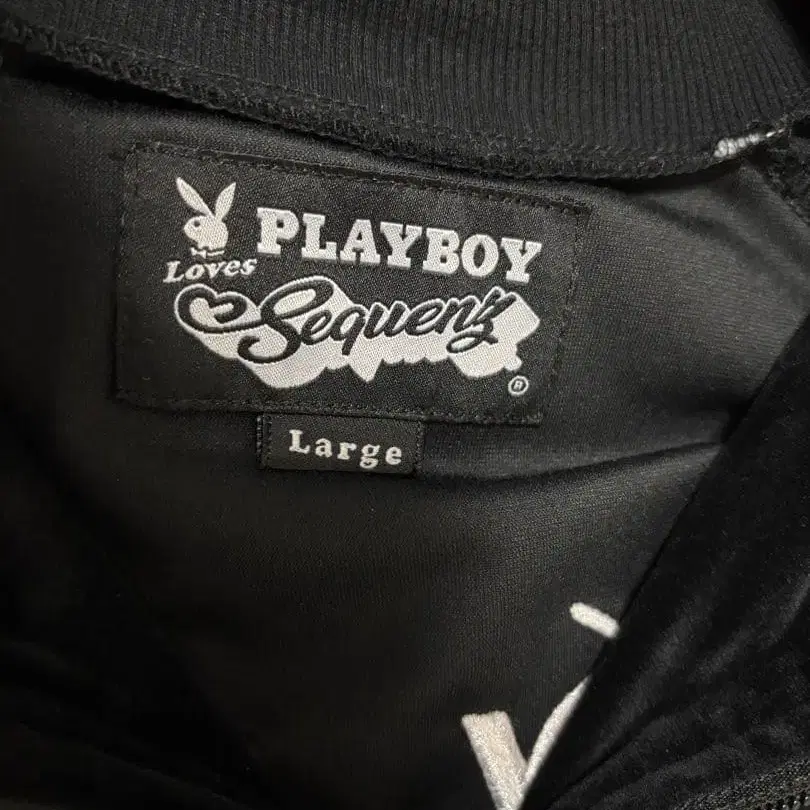 PLAYBOY
Loves
Sequenz
®
Large